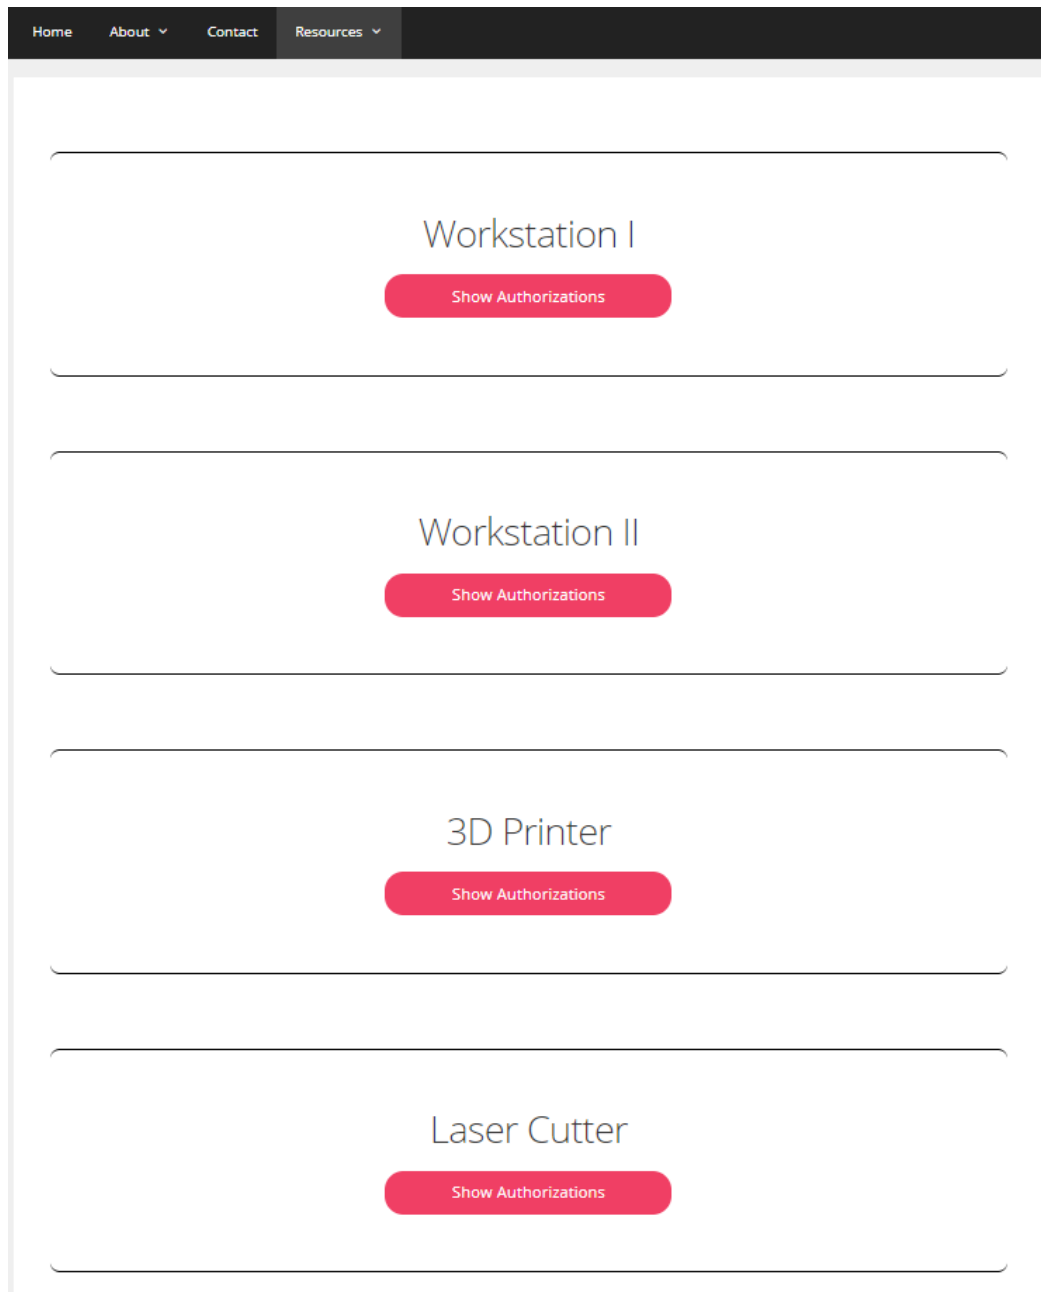 Home About Contact Resources
Workstation I
Show Authorizations
Workstation II
Show Authorizations
3D Printer
Show Authorizations
Laser Cutter
Show Authorizations